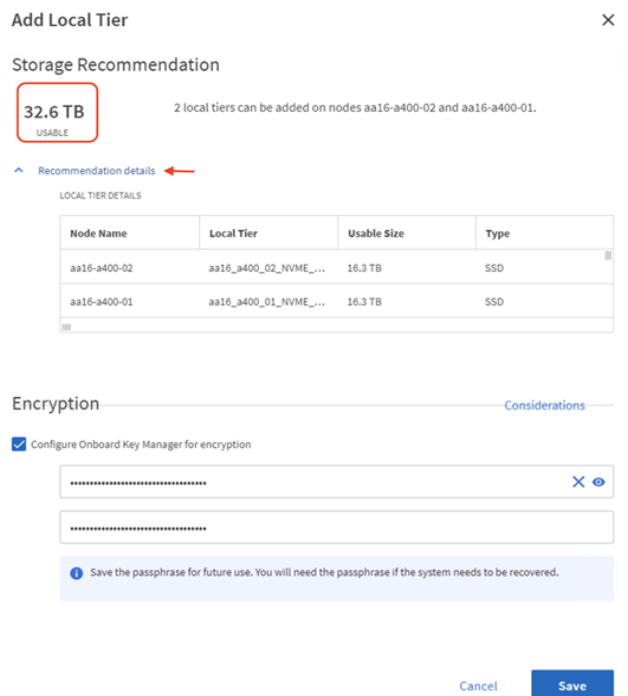 Add Local Tier
Storage Recommendation
32.6 TB
USABLE
2 local tiers can be added on nodes aa16-a400-02 and aa16-a400-01.
Recommendation details
LOCAL TIER DETAILS
Node Name Local Tier Usable Size Type
aa16-a400-02 aa16_a400_02_NVME_... 16.3 TB SSD
aa16-a400-01 aa16_a400_01_NVME_... 16.3 TB SSD
Encryption Considerations
Configure Onboard Key Manager for encryption
Save the passphrase for future use. You will need the passphrase if the system needs to be recovered.
Cancel Save